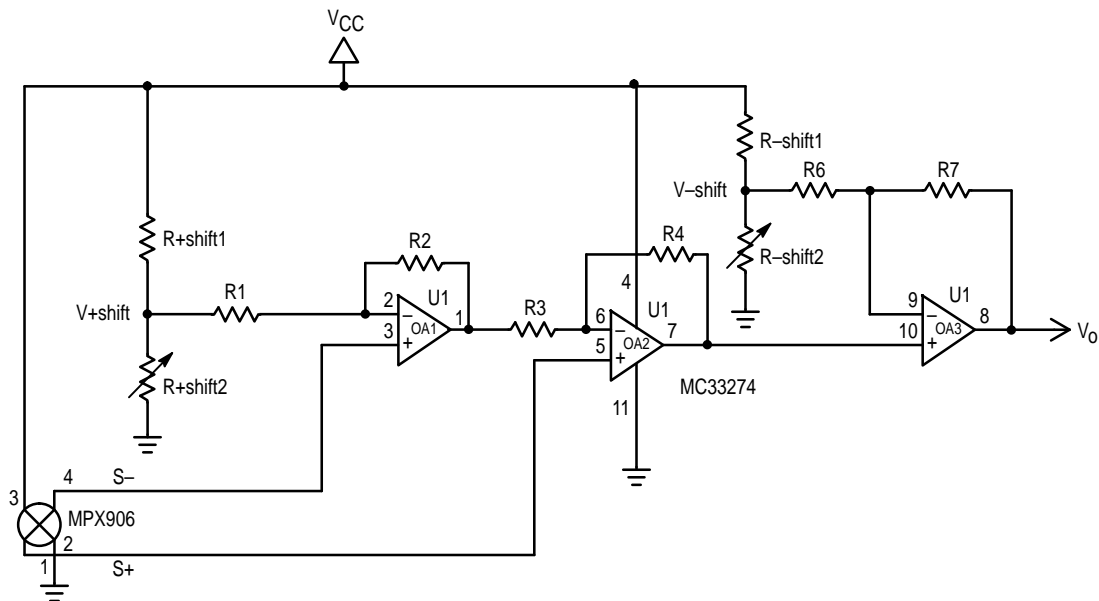 VCC
R–shift1
R6
R7
V–shift
R+shift1
R2
R4
R–shift2
4
V+shift
R1
2
U1
1
R3
6
U1
7
9
U1
8
3
OA1
5
OA2
10
OA3
Vo
R+shift2
11
MC33274
4
S–
3
MPX906
2
1
S+